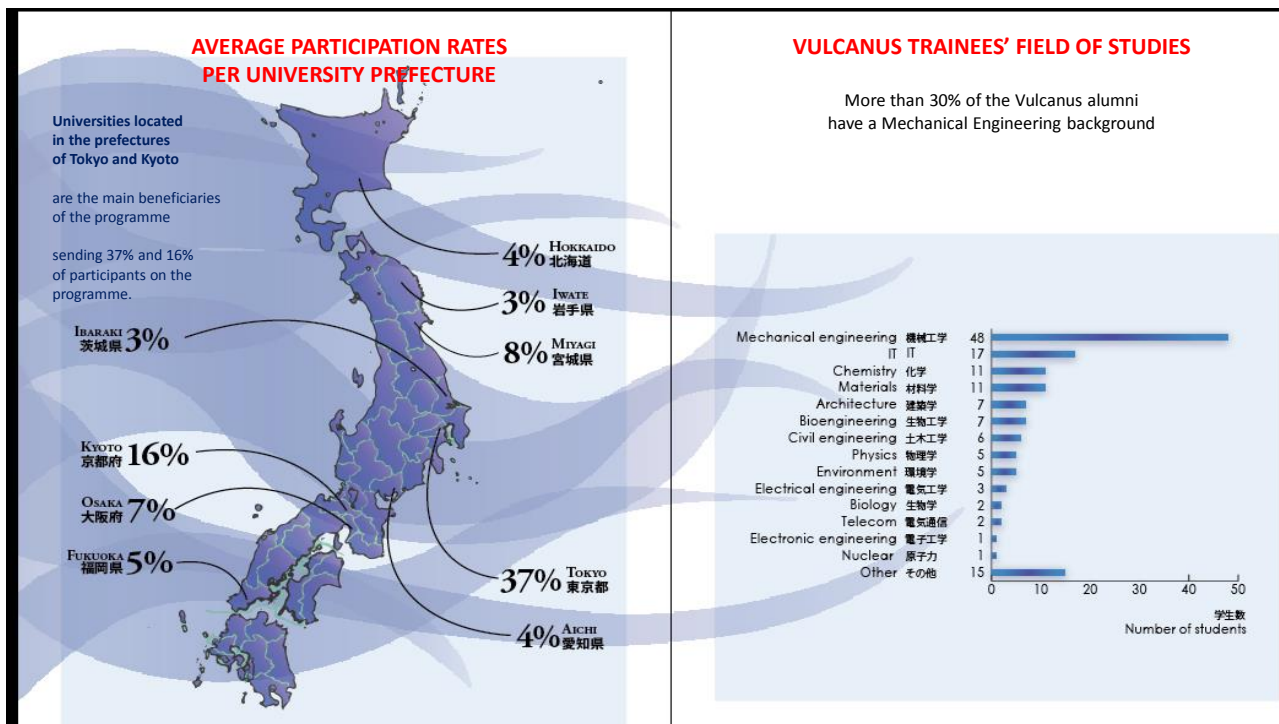 AVERAGE PARTICIPATION RATES
PER UNIVERSITY PREFECTURE
Universities located
in the prefectures
of Tokyo and Kyoto
are the main beneficiaries
of the programme
sending 37% and 16%
of participants on the
programme.
4% HOKKAIDO
北海道
3% IWATE
岩手県
8% MIYAGI
宮城県
IBARAKI 3%
茨城県
KYOTO 16%
京都府
OSAKA 7%
大阪府
FUKUOKA 5%
福岡県
37% TOKYO
東京都
4% AICHI
愛知県
VULCANUS TRAINEES’ FIELD OF STUDIES
More than 30% of the Vulcanus alumni
have a Mechanical Engineering background
Mechanical engineering 機械工学 48
IT IT 17
Chemistry 化学 11
Materials 材料学 11
Architecture 建築学 7
Bioengineering 生物工学 7
Civil engineering 土木工学 6
Physics 物理学 5
Environment 環境学 5
Electrical engineering 電気工学 3
Biology 生物学 2
Telecom 電気通信 2
Electronic engineering 電子工学 1
Nuclear 原子力 1
Other その他 15
0 10 20 30 40 50
学生数
Number of students